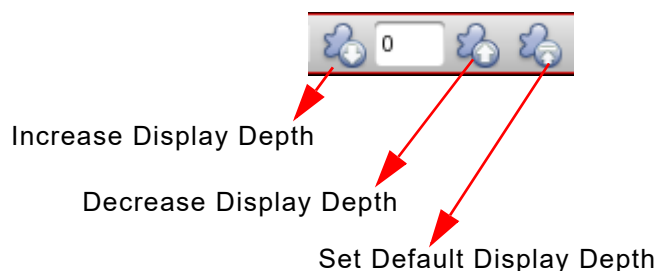 0
Increase Display Depth
Decrease Display Depth
Set Default Display Depth